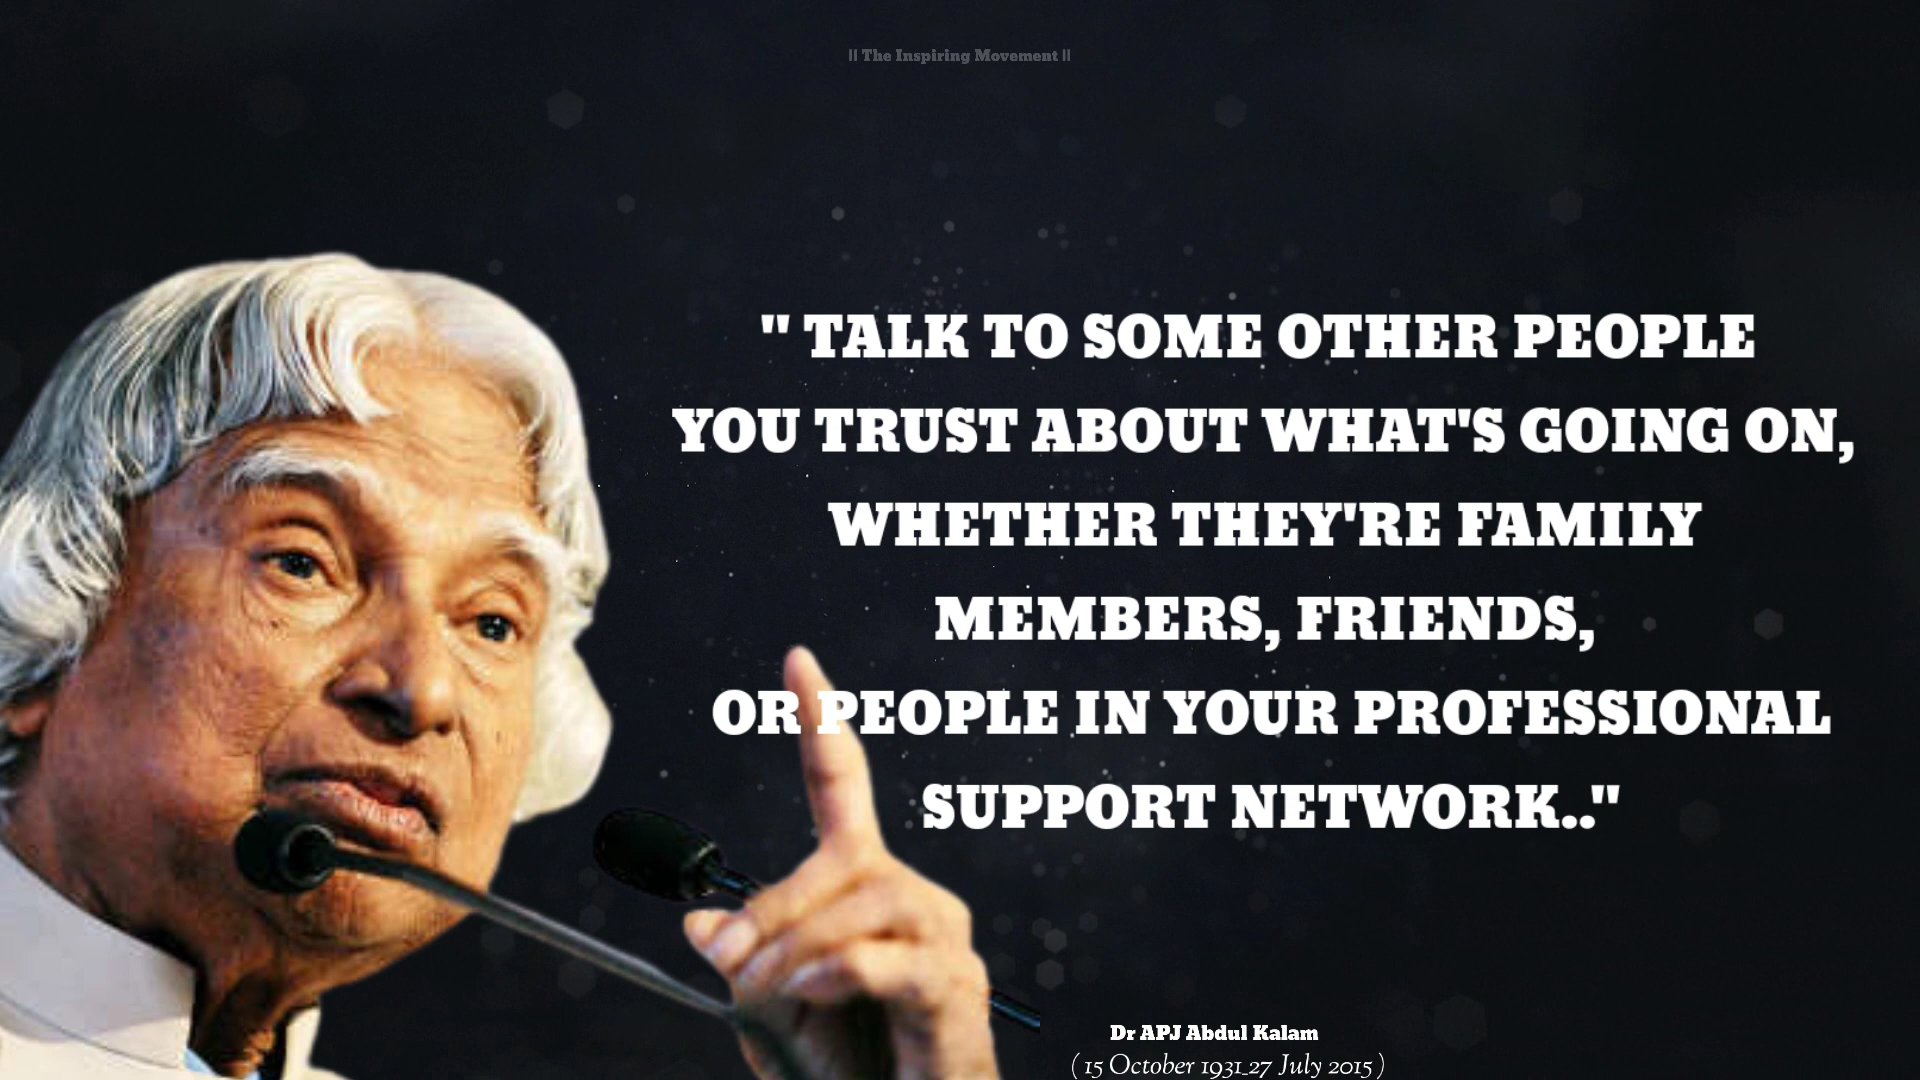 || The Inspiring Movement ||
" TALK TO SOME OTHER PEOPLE
YOU TRUST ABOUT WHAT'S GOING ON,
WHETHER THEY'RE FAMILY
MEMBERS, FRIENDS,
OR PEOPLE IN YOUR PROFESSIONAL
SUPPORT NETWORK.."
Dr APJ Abdul Kalam
( 15 October 1931_27 July 2015 )